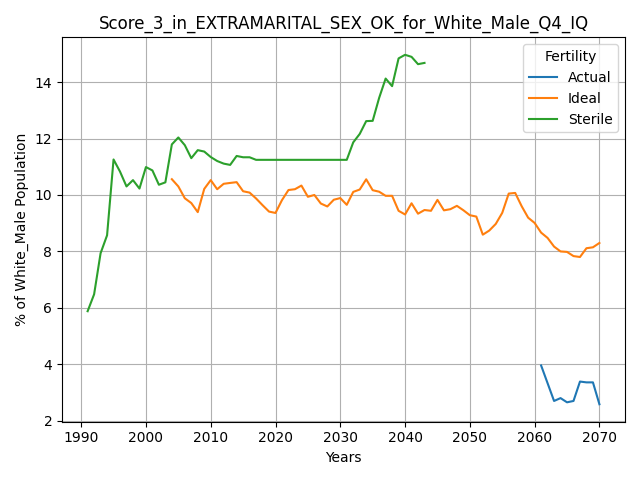 Score_3_in_EXTRAMARITAL_SEX_OK_for_White_Male_Q4_IQ
% of White_Male Population
14
12
10
8
6
4
2
Fertility
Actual
Ideal
Sterile
1990 2000 2010 2020 2030 2040 2050 2060 2070
Years